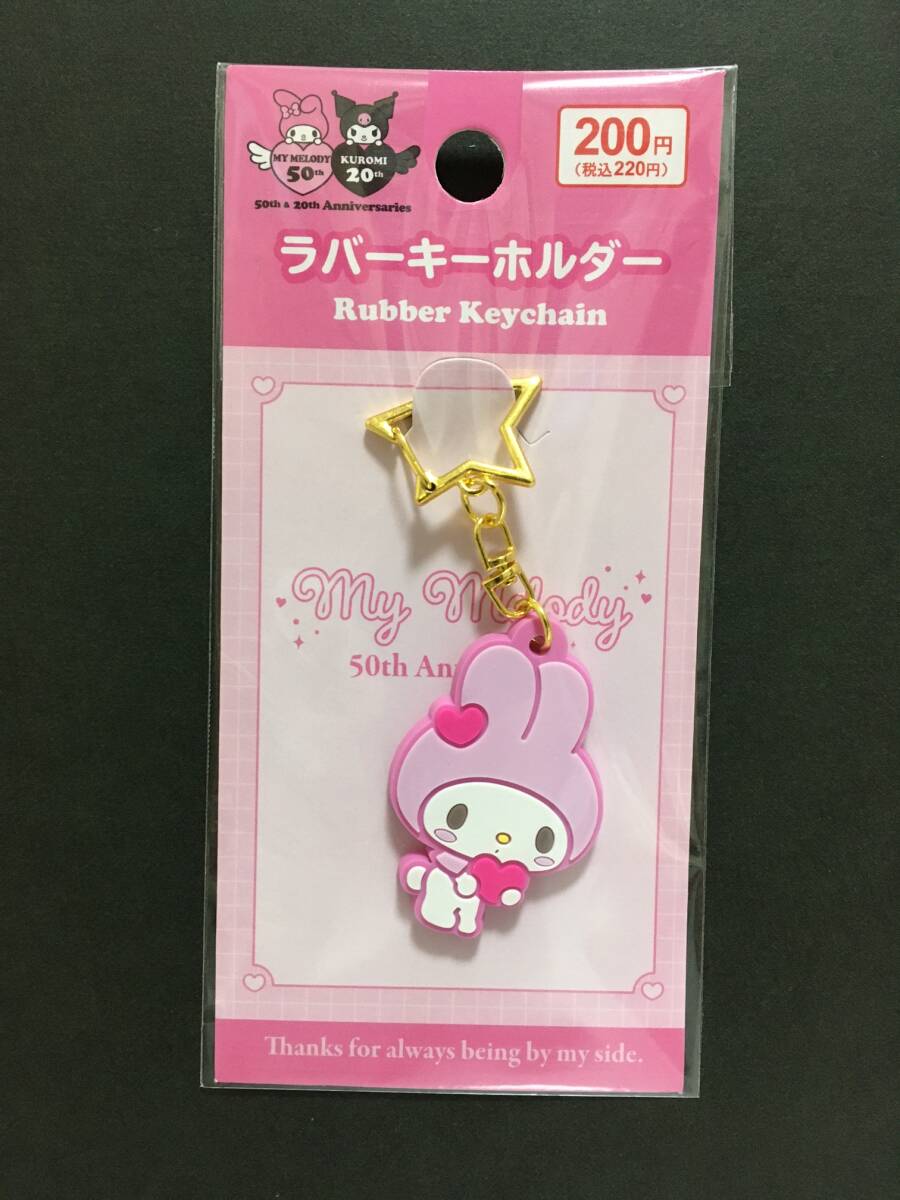 MY MELODY
50th
KUROMI
20th
50th & 20th Anniversaries
200円
(税込220円)
ラバーキーホルダー
Rubber Keychain
My Melody
50th
Thanks for always being by my side.